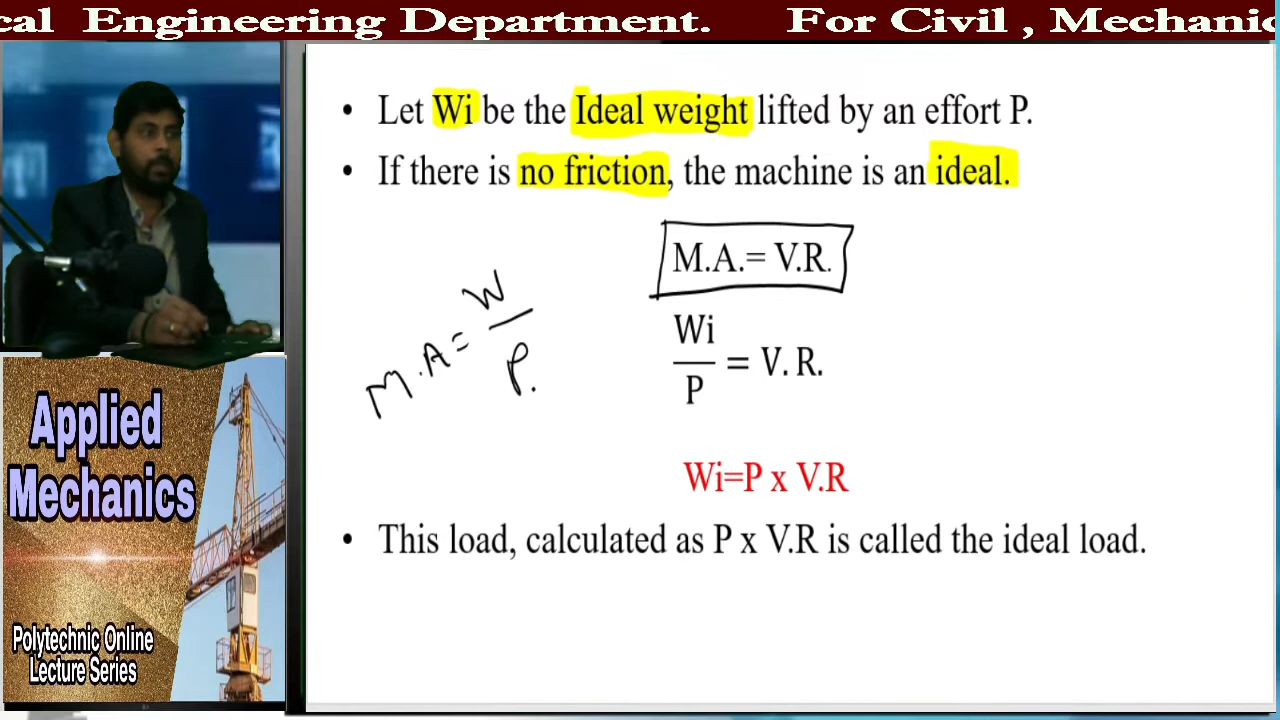 cal Engineering Department. For Civil , Mechanic
• Let Wi be the Ideal weight lifted by an effort P.
• If there is no friction, the machine is an ideal.
M.A.= V.R.
M.A = W
P.
Wi
P
= V. R.
Wi=P x V.R
• This load, calculated as P x V.R is called the ideal load.
Applied
Mechanics
Polytechnic Online
Lecture Series